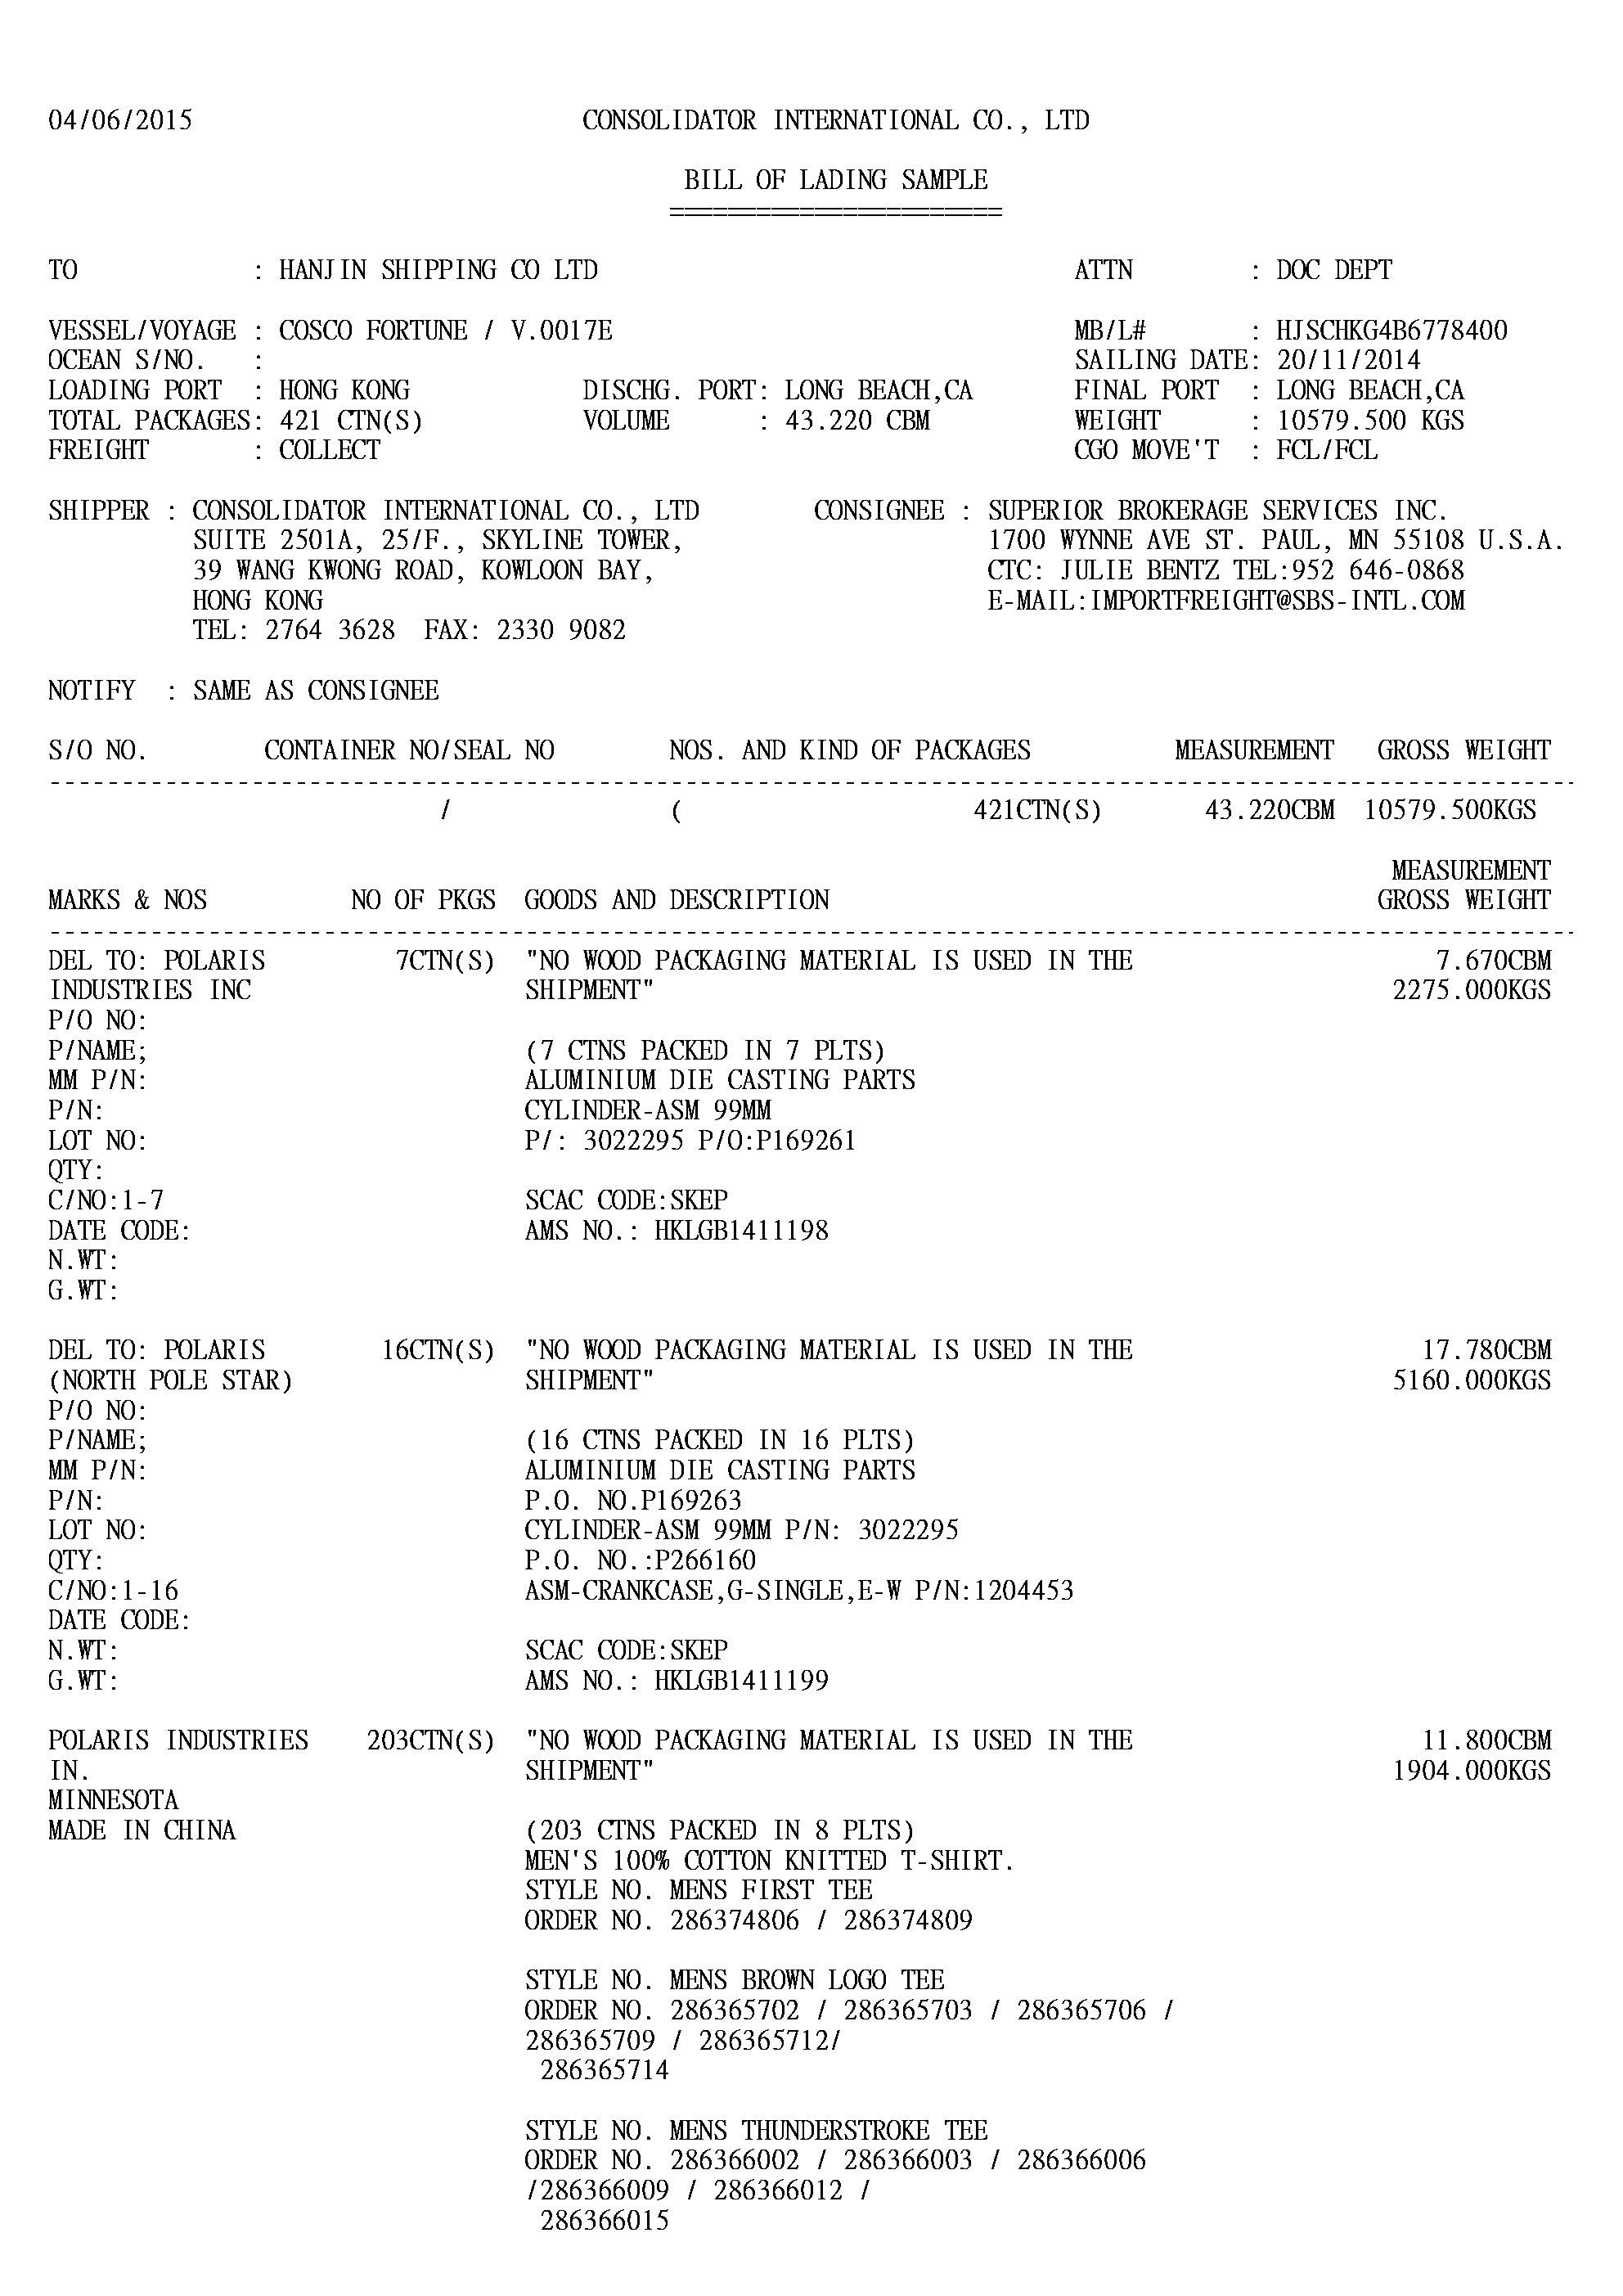 04/06/2015 CONSOLIDATOR INTERNATIONAL CO., LTD
BILL OF LADING SAMPLE
=======================
TO : HANJIN SHIPPING CO LTD ATTN : DOC DEPT
VESSEL/VOYAGE : COSCO FORTUNE / V.0017E MB/L# : HJSCHKG4B6778400
OCEAN S/NO. : SAILING DATE: 20/11/2014
LOADING PORT : HONG KONG DISCHG. PORT: LONG BEACH,CA FINAL PORT : LONG BEACH,CA
TOTAL PACKAGES: 421 CTN(S) VOLUME : 43.220 CBM WEIGHT : 10579.500 KGS
FREIGHT : COLLECT CGO MOVE'T : FCL/FCL
SHIPPER : CONSOLIDATOR INTERNATIONAL CO., LTD CONSIGNEE : SUPERIOR BROKERAGE SERVICES INC.
SUITE 2501A, 25/F., SKYLINE TOWER, 1700 WYNNE AVE ST. PAUL, MN 55108 U.S.A.
39 WANG KWONG ROAD, KOWLOON BAY, CTC: JULIE BENTZ TEL:952 646-0868
HONG KONG E-MAIL:IMPORTFREIGHT@SBS-INTL.COM
TEL: 2764 3628 FAX: 2330 9082
NOTIFY : SAME AS CONSIGNEE
S/O NO. CONTAINER NO/SEAL NO NOS. AND KIND OF PACKAGES MEASUREMENT GROSS WEIGHT
/ ( 421CTN(S) 43.220CBM 10579.500KGS
MEASUREMENT
MARKS & NOS NO OF PKGS GOODS AND DESCRIPTION GROSS WEIGHT
DEL TO: POLARIS 7CTN(S) "NO WOOD PACKAGING MATERIAL IS USED IN THE 7.670CBM
INDUSTRIES INC SHIPMENT" 2275.000KGS
P/O NO:
P/NAME; (7 CTNS PACKED IN 7 PLTS)
MM P/N: ALUMINIUM DIE CASTING PARTS
P/N: CYLINDER-ASM 99MM
LOT NO: P/: 3022295 P/O:P169261
QTY:
C/NO:1-7 SCAC CODE:SKEP
DATE CODE: AMS NO.: HKLGB1411198
N.WT:
G.WT:
DEL TO: POLARIS 16CTN(S) "NO WOOD PACKAGING MATERIAL IS USED IN THE 17.780CBM
(NORTH POLE STAR) SHIPMENT" 5160.000KGS
P/O NO:
P/NAME; (16 CTNS PACKED IN 16 PLTS)
MM P/N: ALUMINIUM DIE CASTING PARTS
P/N: P.O. NO.P169263
LOT NO: CYLINDER-ASM 99MM P/N: 3022295
QTY: P.O. NO.:P266160
C/NO:1-16 ASM-CRANKCASE,G-SINGLE,E-W P/N:1204453
DATE CODE:
N.WT: SCAC CODE:SKEP
G.WT: AMS NO.: HKLGB1411199
POLARIS INDUSTRIES 203CTN(S) "NO WOOD PACKAGING MATERIAL IS USED IN THE 11.800CBM
IN. SHIPMENT" 1904.000KGS
MINNESOTA
MADE IN CHINA (203 CTNS PACKED IN 8 PLTS)
MEN'S 100% COTTON KNITTED T-SHIRT.
STYLE NO. MENS FIRST TEE
ORDER NO. 286374806 / 286374809
STYLE NO. MENS BROWN LOGO TEE
ORDER NO. 286365702 / 286365703 / 286365706 /
286365709 / 286365712/
286365714
STYLE NO. MENS THUNDERSTROKE TEE
ORDER NO. 286366002 / 286366003 / 286366006
/286366009 / 286366012 /
286366015